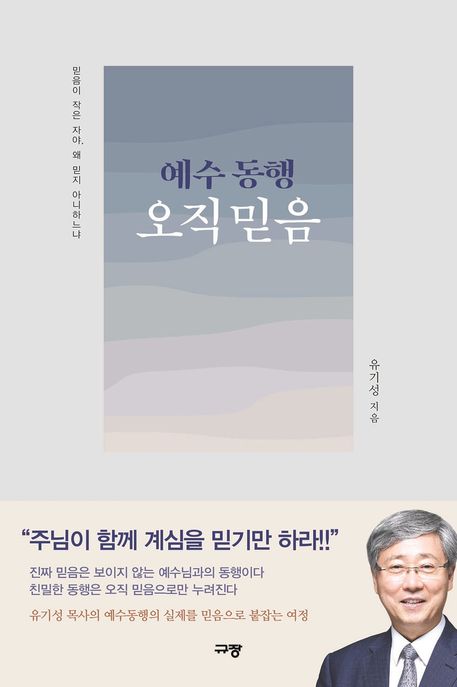 믿음이 작은 자야, 왜 믿지 아니하느냐
예수 동행
오직 믿음
유기성 지음
“주님이 함께 계심을 믿기만 하라!!”
진짜 믿음은 보이지 않는 예수님과의 동행이다
친밀한 동행은 오직 믿음으로만 누려진다
유기성 목사의 예수동행의 실제를 믿음으로 붙잡는 여정
규장